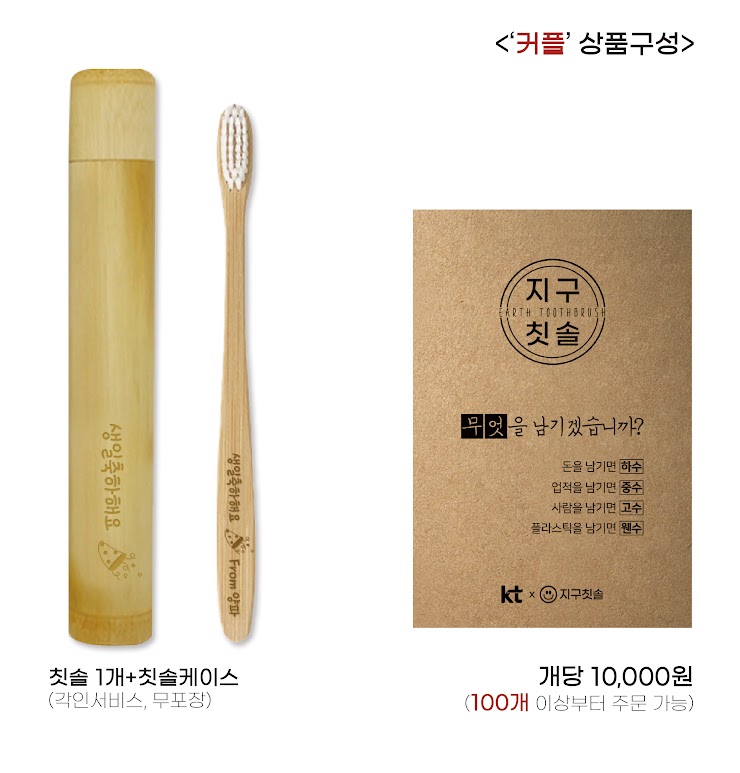 <‘커플’ 상품구성>
생일축하해요
생일축하해요 From 양파
지구
EARTH TOOTHBRUSH
칫솔
무엇을 남기겠습니까?
돈을 남기면 하수
업적을 남기면 중수
사람을 남기면 고수
플라스틱을 남기면 웬수
kt x 지구칫솔
칫솔 1개+칫솔케이스
(각인서비스, 무포장)
개당 10,000원
(100개 이상부터 주문 가능)